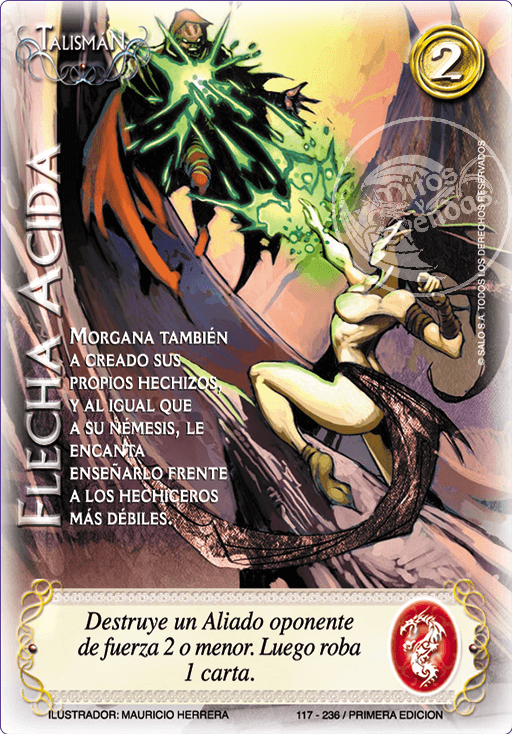 TALISMÁN
2
FLECHA ACIDA
MORGANA TAMBIÉN
A CREADO SUS
PROPIOS HECHIZOS,
Y AL IGUAL QUE
A SU NÉMESIS, LE
ENCANTA
ENSEÑARLO FRENTE
A LOS HECHICEROS
MÁS DÉBILES.
Mitos
Leyendas
© SALO S.A. TODOS LOS DERECHOS RESERVADOS
Destruye un Aliado oponente
de fuerza 2 o menor. Luego roba
1 carta.
ILUSTRADOR: MAURICIO HERRERA
117 - 236 / PRIMERA EDICION